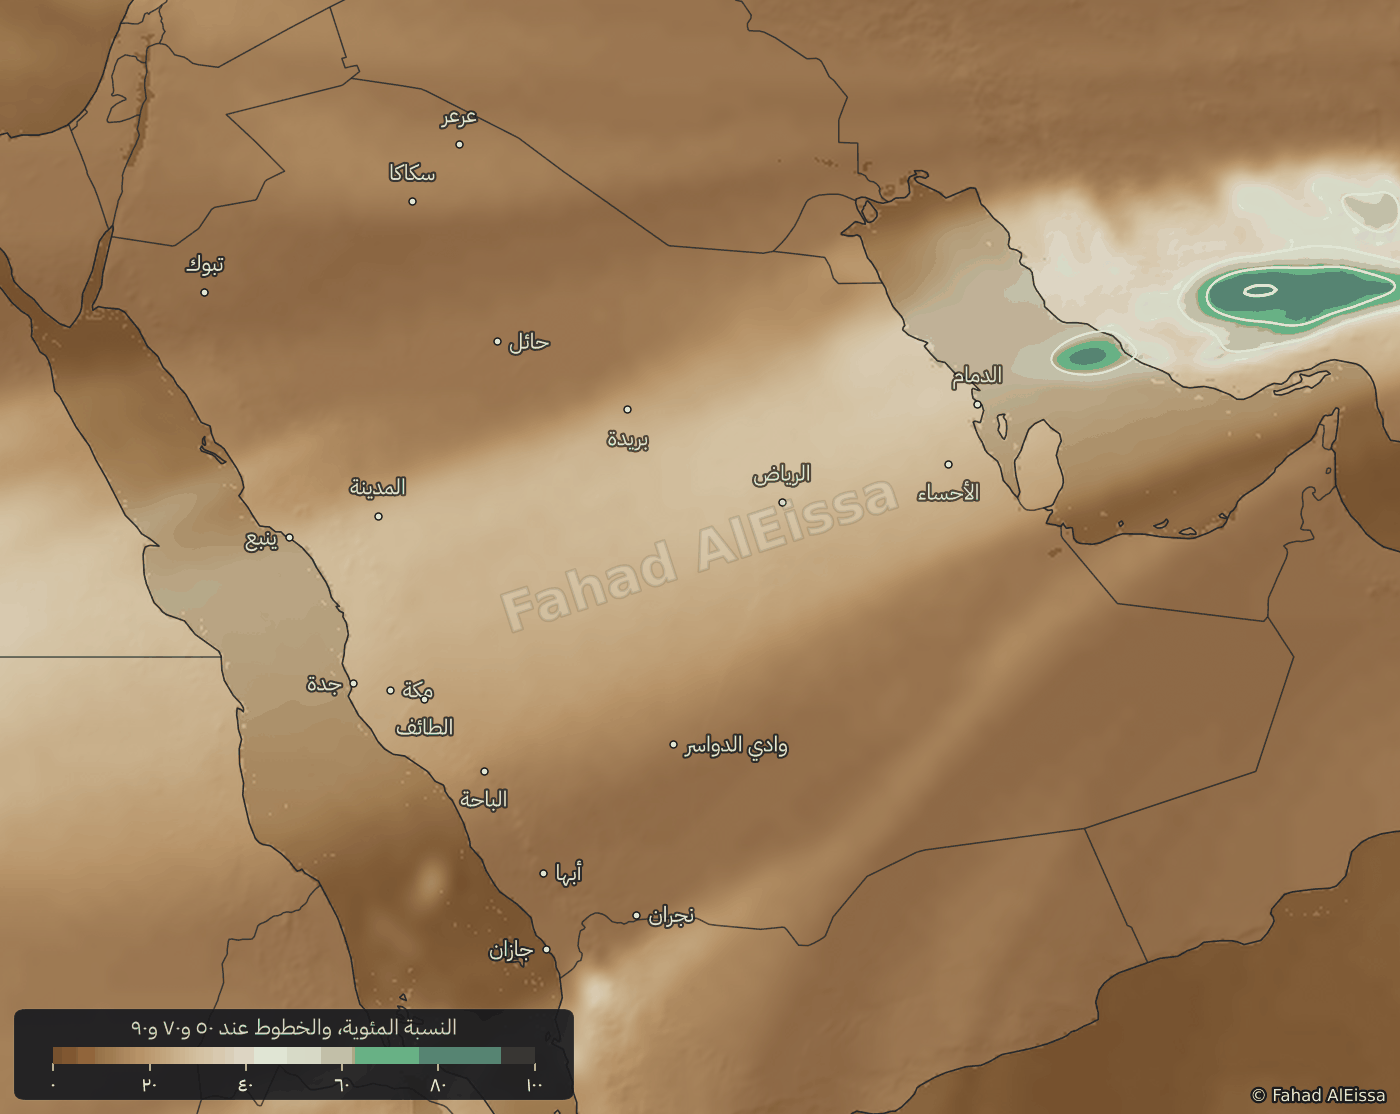 عرعر
سكاكا
تبوك
حائل
الدمام
بريدة
الرياض
المدينة
الأحساء
ينبع
Fahad AlEissa
جدة
مكة
الطائف
وادي الدواسر
الباحة
أبها
نجران
جازان
النسبة المئوية، والخطوط عند ٥٠ و٧٠ و٩٠
٠ ٢٠ ٤٠ ٦٠ ٨٠ ١٠٠
© Fahad AlEissa